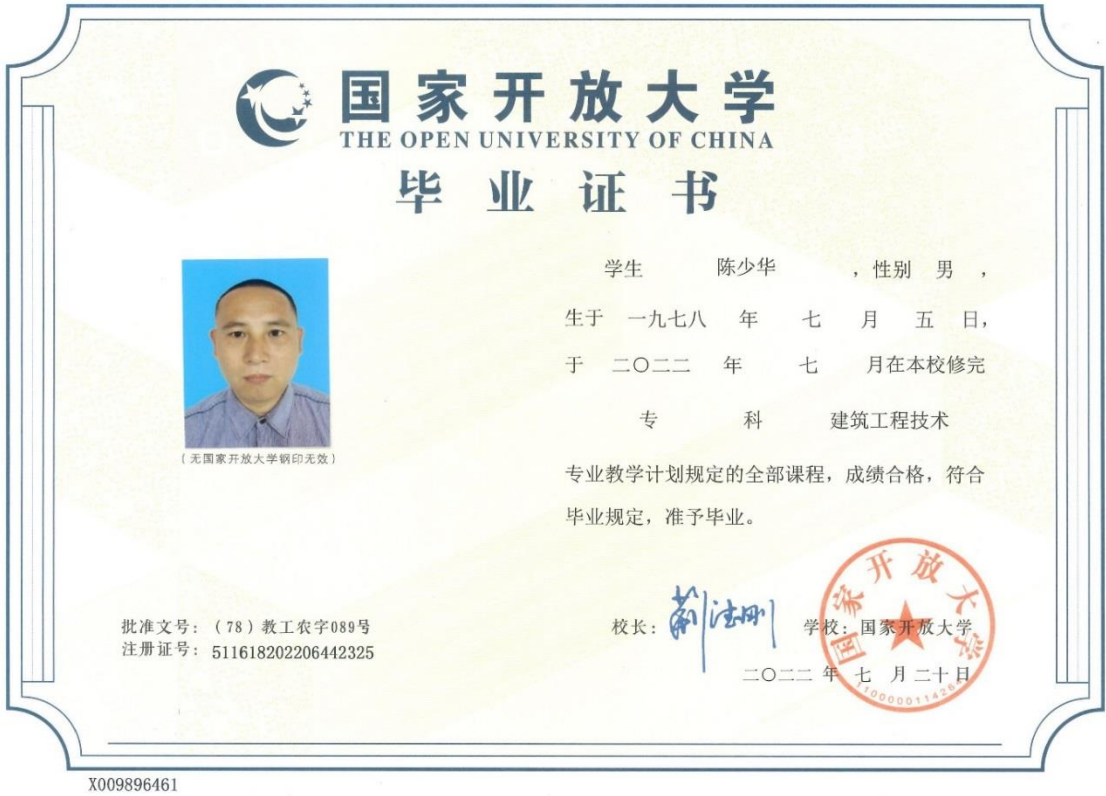 国家开放大学
THE OPEN UNIVERSITY OF CHINA
毕业证书
学生 陈少华 ，性别 男 ，
生于 一九七八 年 七 月 五 日，
于 二〇二二 年 七 月在本校修完
专 科 建筑工程技术
专业教学计划规定的全部课程，成绩合格，符合
毕业规定，准予毕业。
（无国家开放大学钢印无效）
批准文号：（78）教工农字089号
注册证号：511618202206442325
校长：荆德刚 学校：国家开放大学
二〇二二 年 七 月 二十 日
国家开放大学
X009896461